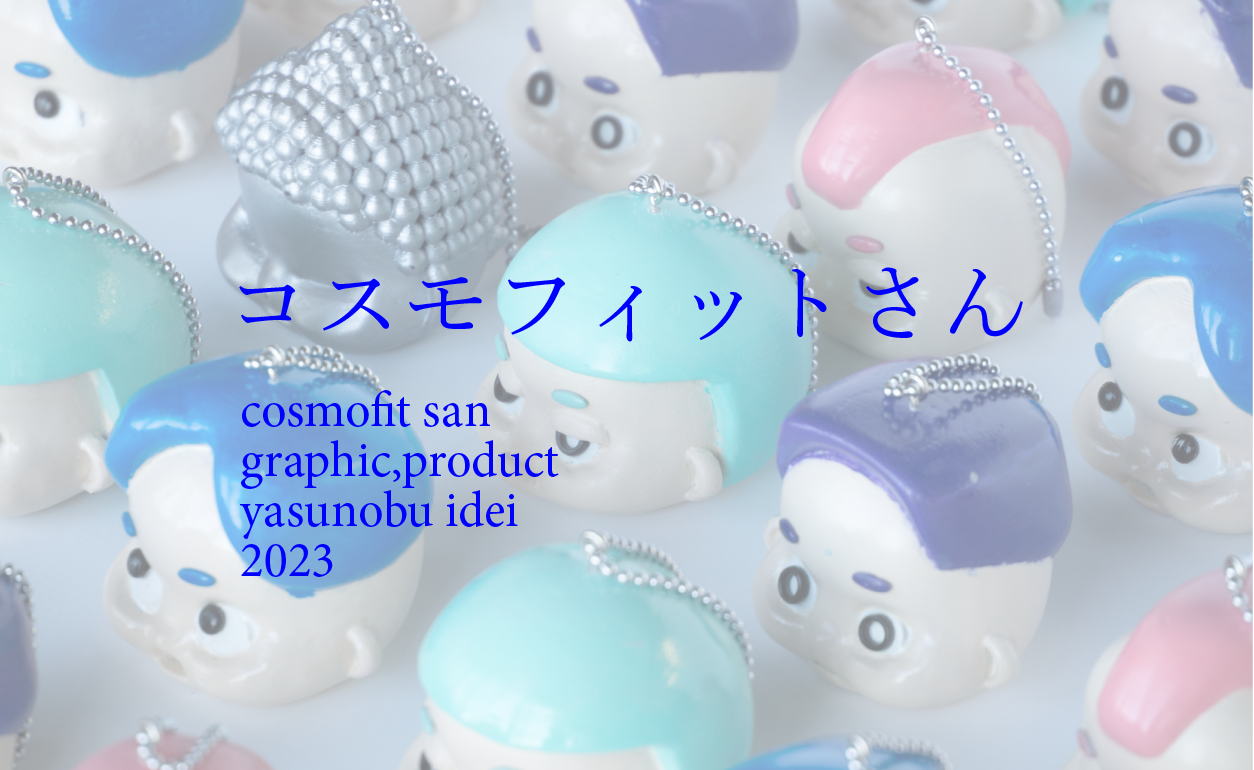 コスモフィットさん
cosmofit san
graphic,product
yasunobu idei
2023